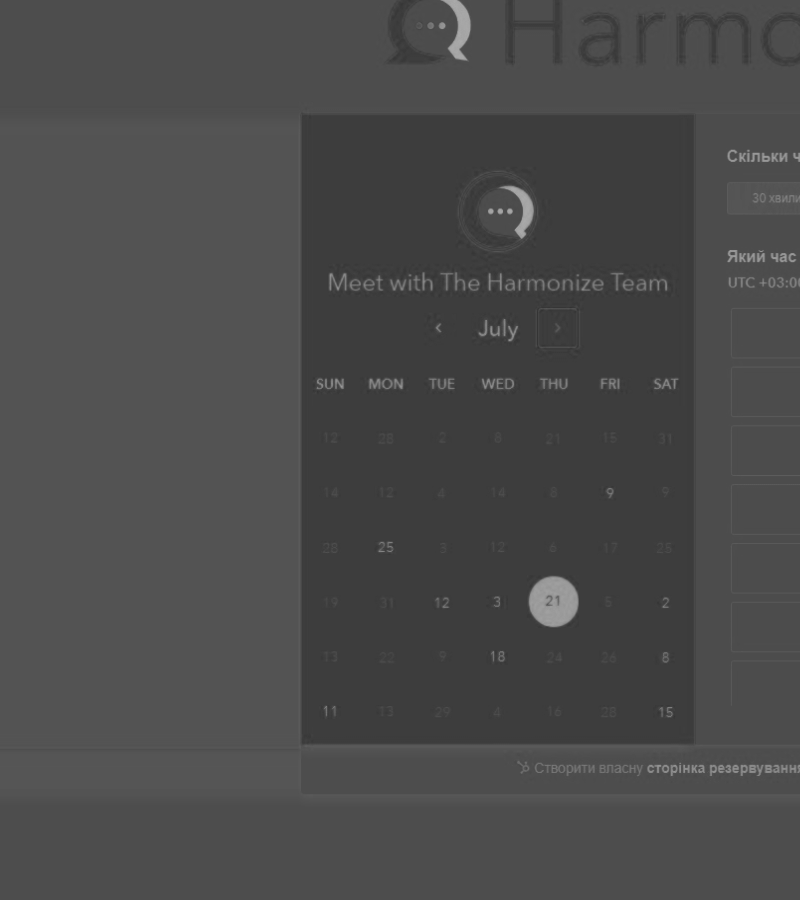 Harmo
Meet with The Harmonize Team
July
SUN MON TUE WED THU FRI SAT
12 28 2 8 21 15 31
14 12 4 14 8 9 9
28 25 3 12 6 17 25
19 31 12 3 21 5 2
13 22 9 18 24 26 8
11 13 29 4 16 28 15
Скільки ч
30 хвили
Який час
UTC +03:00
Створити власну сторінка резервування